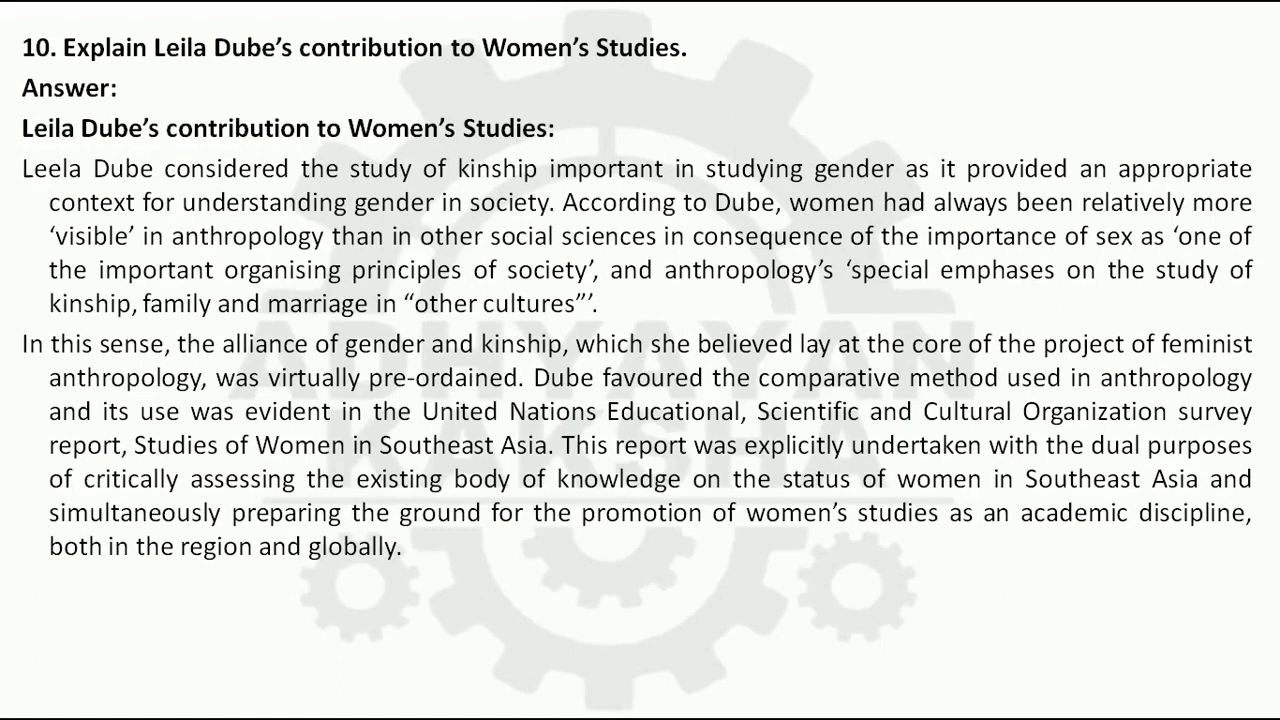 10. Explain Leila Dube's contribution to Women's Studies.
Answer:
Leila Dube's contribution to Women's Studies:
Leela Dube considered the study of kinship important in studying gender as it provided an appropriate
context for understanding gender in society. According to Dube, women had always been relatively more
‘visible’ in anthropology than in other social sciences in consequence of the importance of sex as ‘one of
the important organising principles of society’, and anthropology’s ‘special emphases on the study of
kinship, family and marriage in “other cultures”’.
In this sense, the alliance of gender and kinship, which she believed lay at the core of the project of feminist
anthropology, was virtually pre-ordained. Dube favoured the comparative method used in anthropology
and its use was evident in the United Nations Educational, Scientific and Cultural Organization survey
report, Studies of Women in Southeast Asia. This report was explicitly undertaken with the dual purposes
of critically assessing the existing body of knowledge on the status of women in Southeast Asia and
simultaneously preparing the ground for the promotion of women’s studies as an academic discipline,
both in the region and globally.
ADHYAYAN
KAKSHA